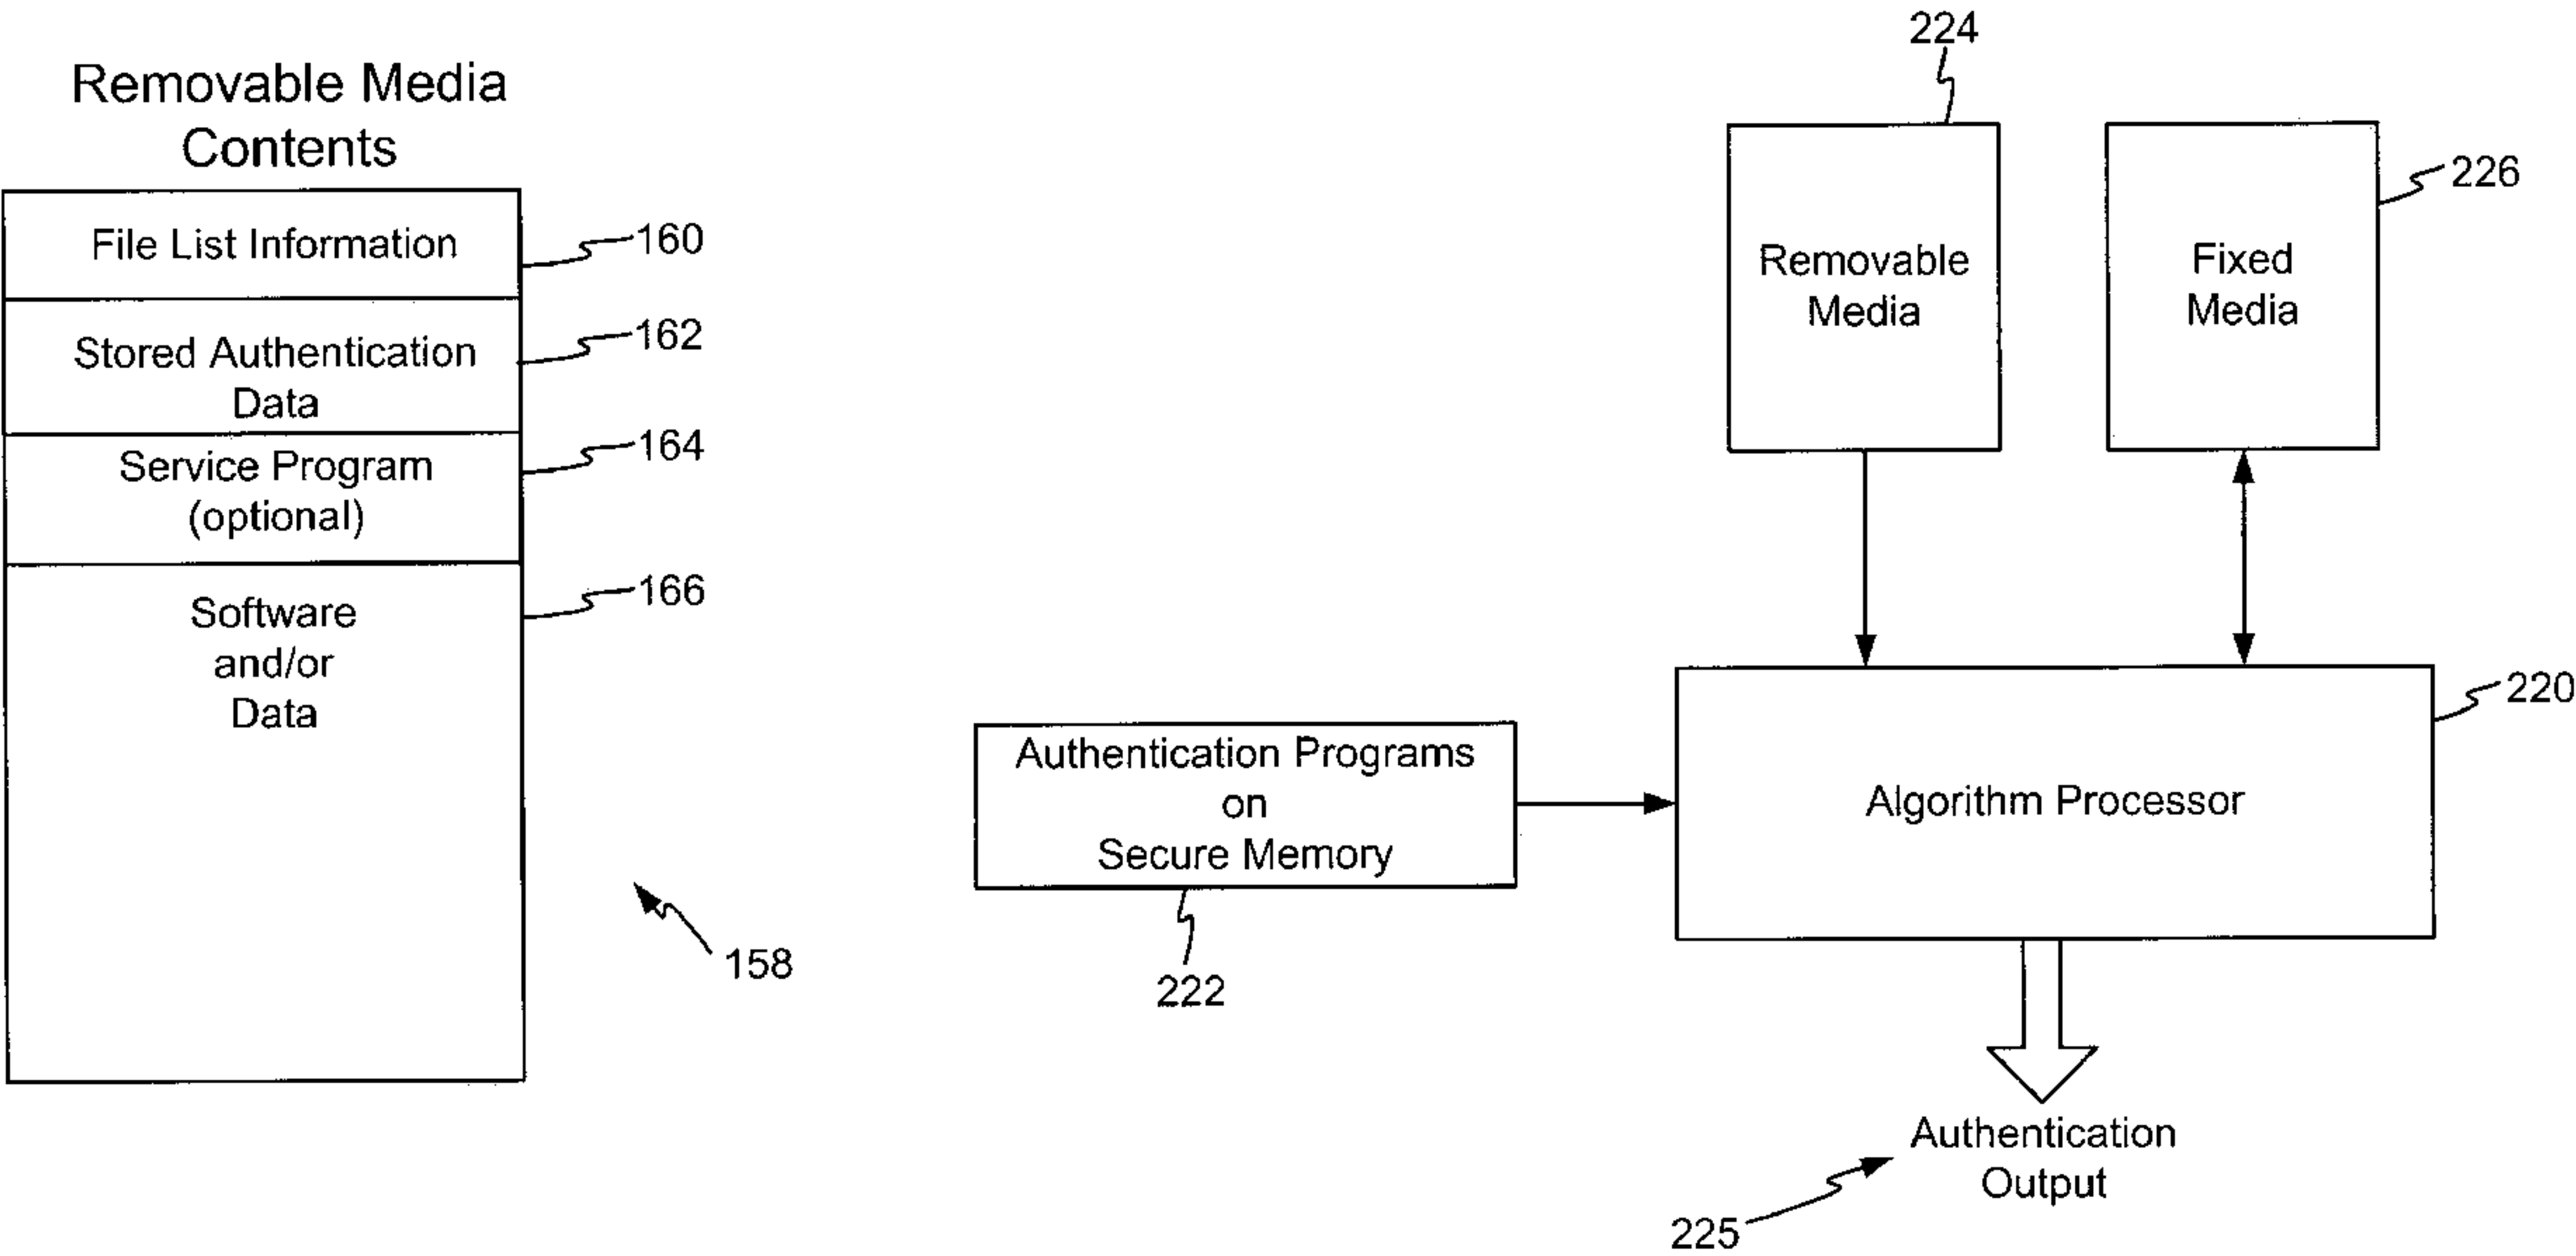 Removable Media
Contents
File List Information
160
Stored Authentication
Data
162
Service Program
(optional)
164
Software
and/or
Data
166
158
224
Removable
Media
226
Fixed
Media
220
Algorithm Processor
Authentication Programs
on
Secure Memory
222
Authentication
Output
225